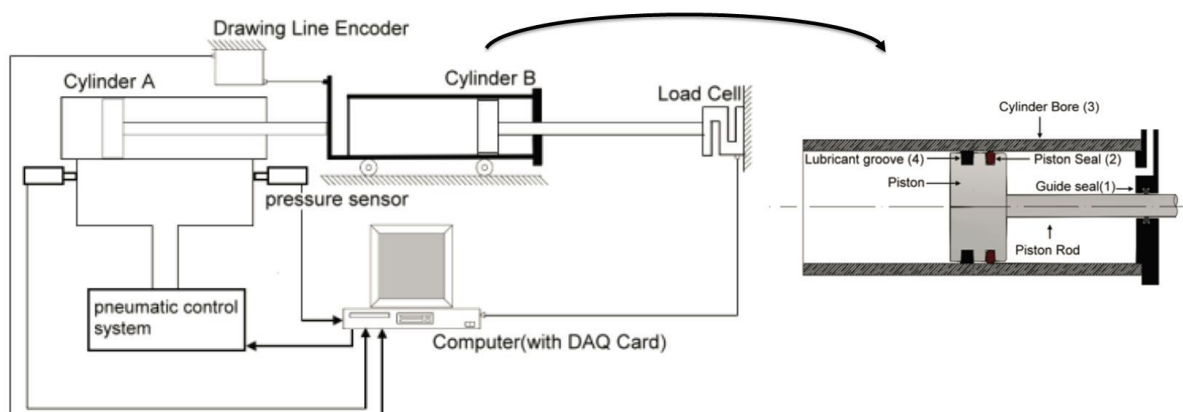 Drawing Line Encoder
Cylinder A
Cylinder B
Load Cell
pressure sensor
pneumatic control
system
Computer(with DAQ Card)
Cylinder Bore (3)
Lubricant groove (4)
Piston Seal (2)
Piston
Guide seal(1)
Piston Rod